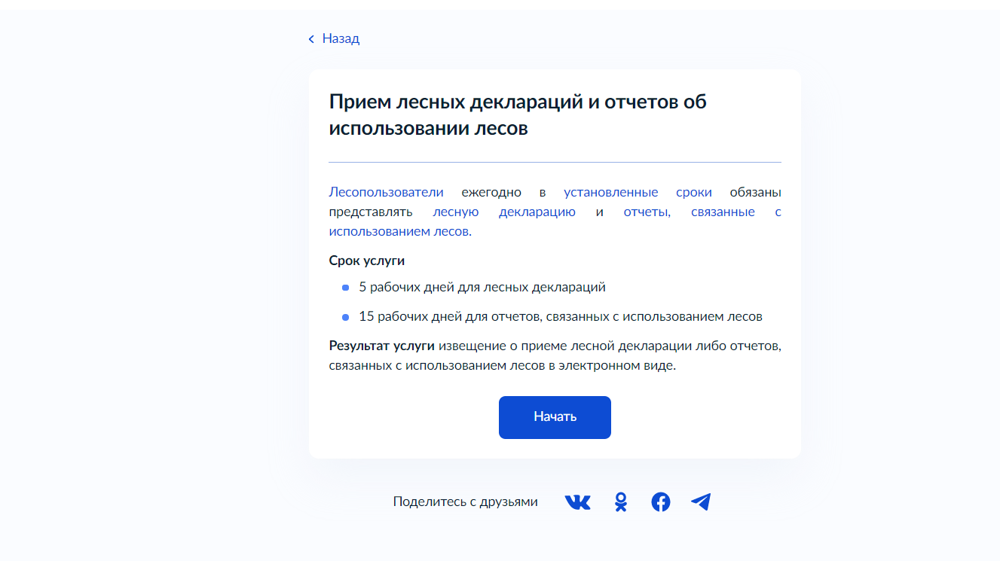 Назад
Прием лесных деклараций и отчетов об
использовании лесов
Лесопользователи ежегодно в установленные сроки обязаны
представлять лесную декларацию и отчеты, связанные с
использованием лесов.
Срок услуги
5 рабочих дней для лесных деклараций
15 рабочих дней для отчетов, связанных с использованием лесов
Результат услуги извещение о приеме лесной декларации либо отчетов,
связанных с использованием лесов в электронном виде.
Начать
Поделитесь с друзьями